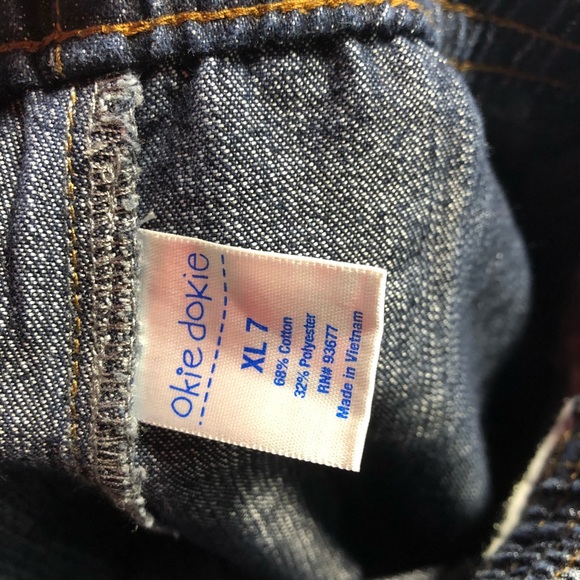 okie dokie
XL 7
68% Cotton
32% Polyester
RN# 93677
Made in Vietnam